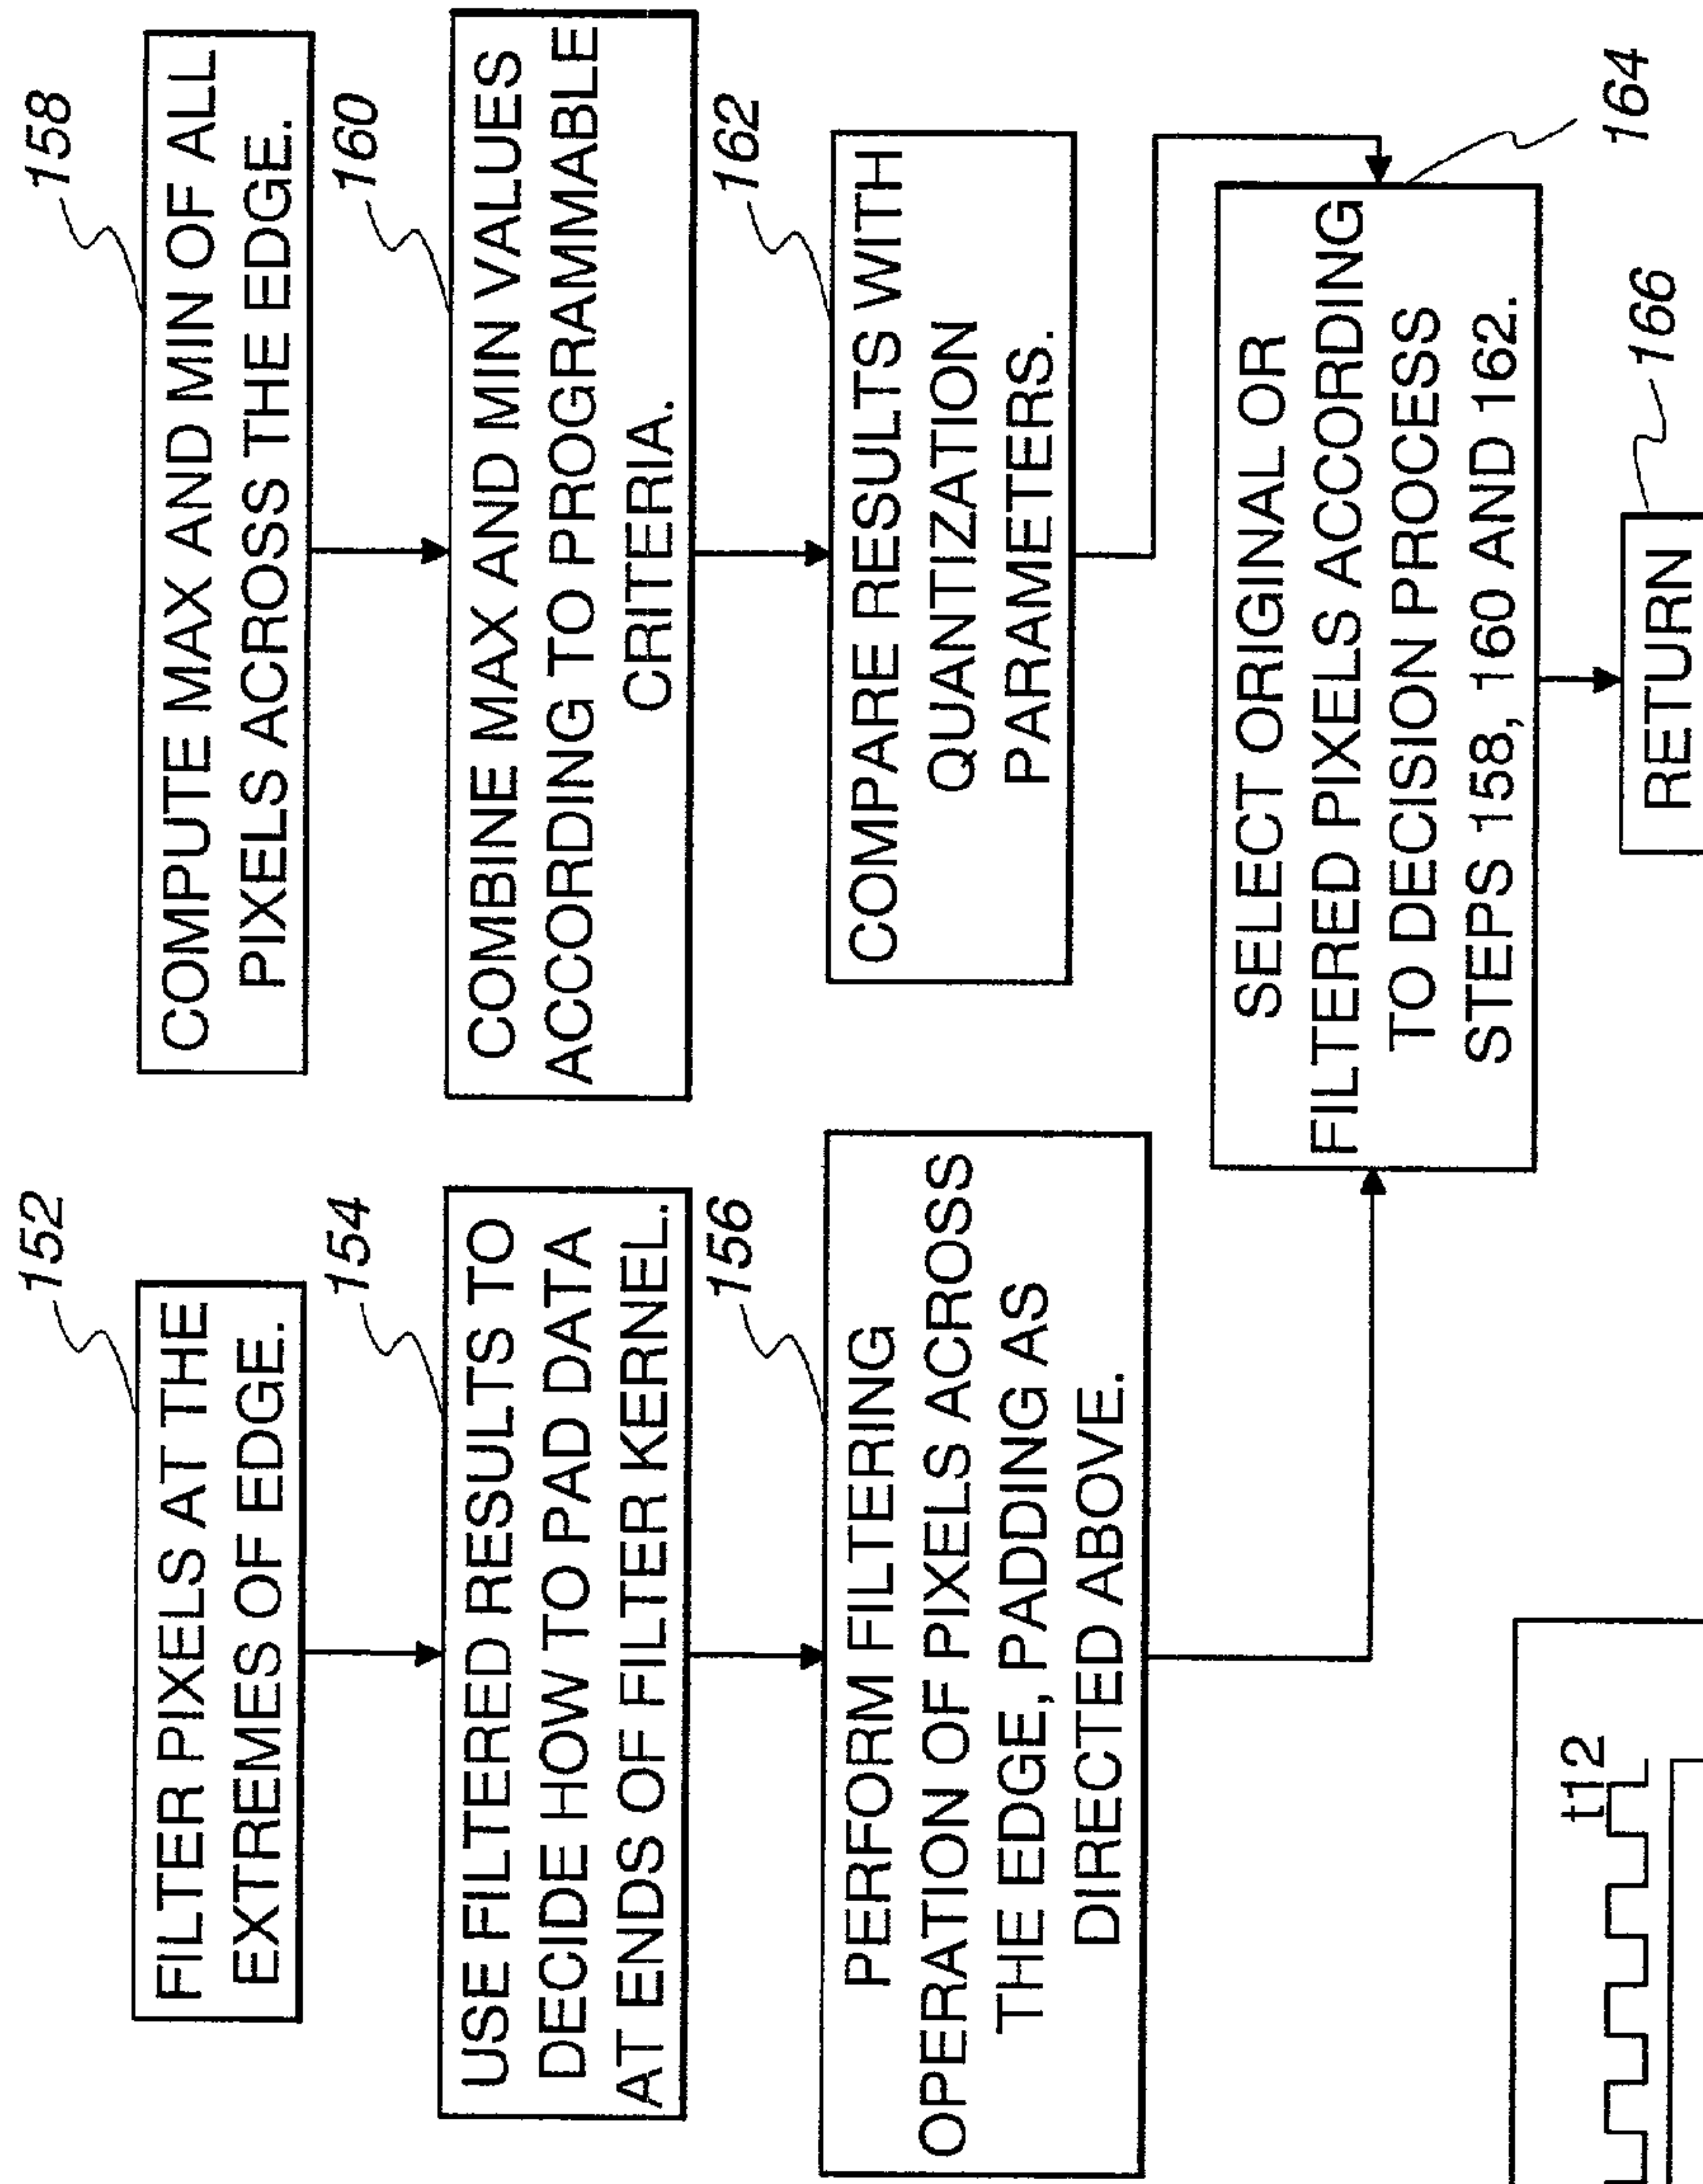 152
FILTER PIXELS AT THE
EXTREMES OF EDGE.
154
USE FILTERED RESULTS TO
DECIDE HOW TO PAD DATA
AT ENDS OF FILTER KERNEL.
156
PERFORM FILTERING
OPERATION OF PIXELS ACROSS
THE EDGE, PADDING AS
DIRECTED ABOVE.
158
COMPUTE MAX AND MIN OF ALL
PIXELS ACROSS THE EDGE.
160
COMBINE MAX AND MIN VALUES
ACCORDING TO PROGRAMMABLE
CRITERIA.
162
COMPARE RESULTS WITH
QUANTIZATION
PARAMETERS.
SELECT ORIGINAL OR
FILTERED PIXELS ACCORDING
TO DECISION PROCESS
STEPS 158, 160 AND 162.
164
166
RETURN
t12